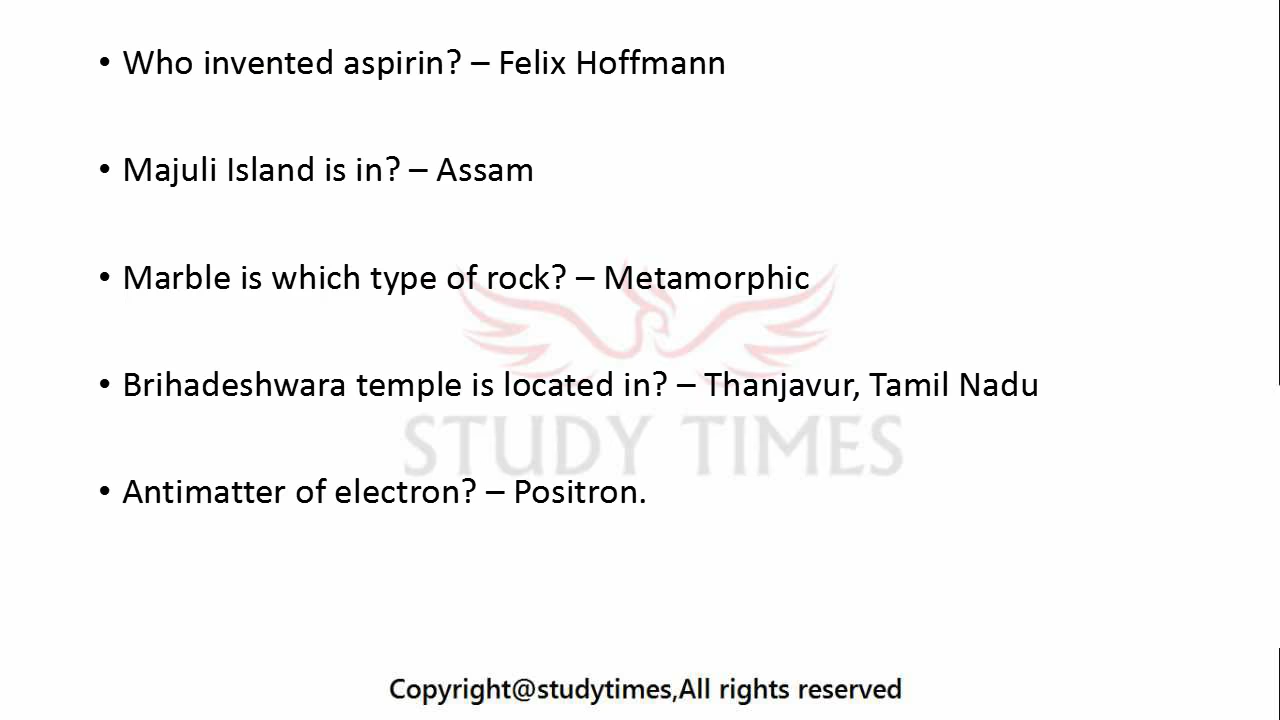 • Who invented aspirin? – Felix Hoffmann
• Majuli Island is in? – Assam
• Marble is which type of rock? – Metamorphic
• Brihadeshwara temple is located in? – Thanjavur, Tamil Nadu
STUDY TIMES
• Antimatter of electron? – Positron.
Copyright@studytimes,All rights reserved